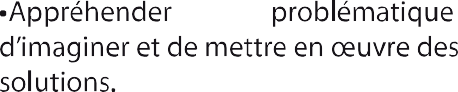 •Appréhender problématique
d'imaginer et de mettre en œuvre des
solutions.